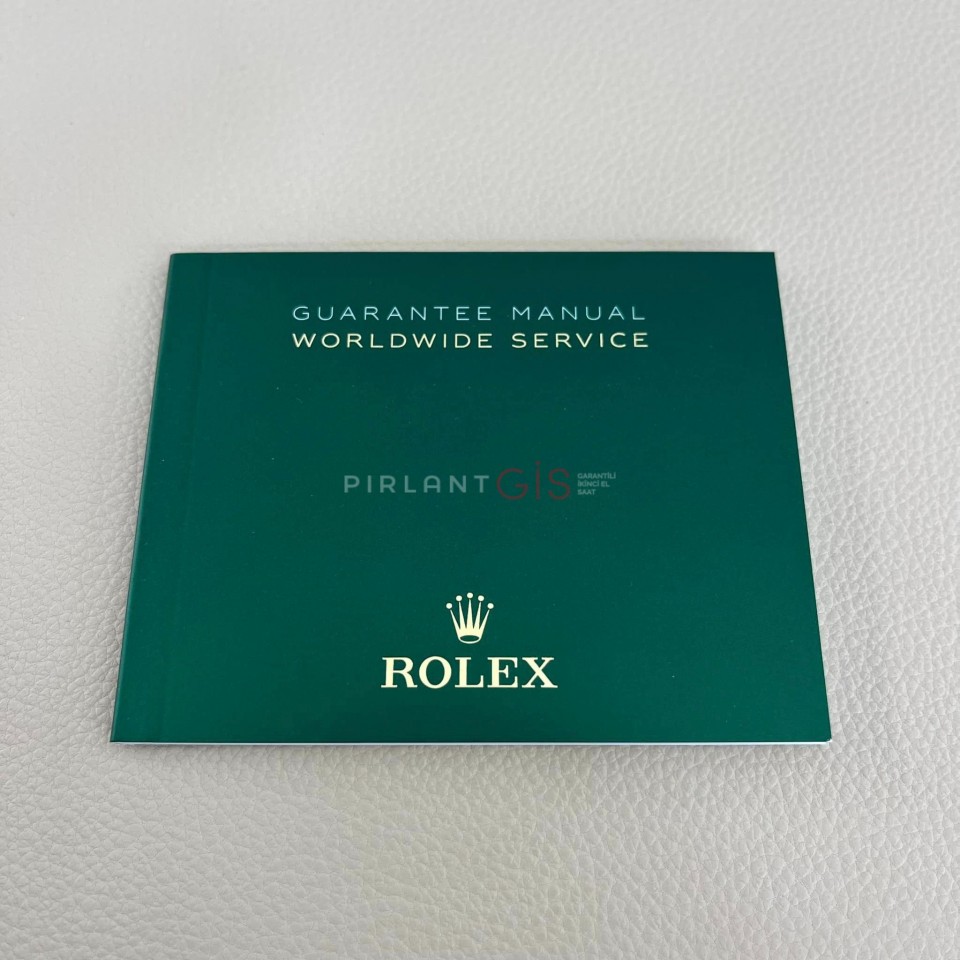 GUARANTEE MANUAL
WORLDWIDE SERVICE
PIRLANTGİS
GARANTİLİ
İKİNCİ EL
SAAT
ROLEX